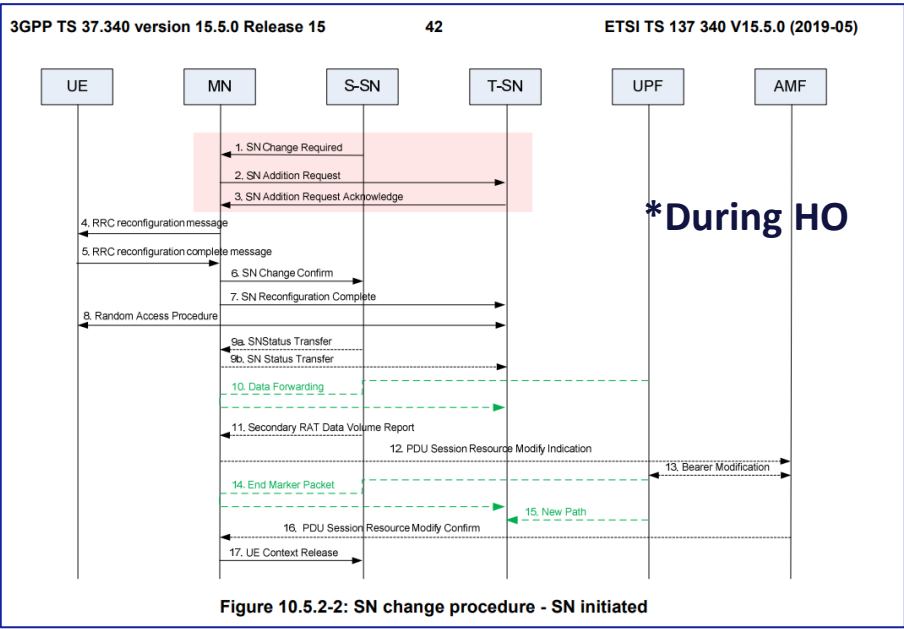 3GPP TS 37.340 version 15.5.0 Release 15 42 ETSI TS 137 340 V15.5.0 (2019-05)
UE MN S-SN T-SN UPF AMF
1. SN Change Required
2. SN Addition Request
3. SN Addition Request Acknowledge
*During HO
4. RRC reconfiguration message
5. RRC reconfiguration complete message
6. SN Change Confirm
7. SN Reconfiguration Complete
8. Random Access Procedure
9a. SNStatus Transfer
9b. SN Status Transfer
10. Data Forwarding
11. Secondary RAT Data Volume Report
12. PDU Session Resource Modify Indication
13. Bearer Modification
14. End Marker Packet
15. New Path
16. PDU Session Resource Modify Confirm
17. UE Context Release
Figure 10.5.2-2: SN change procedure - SN initiated